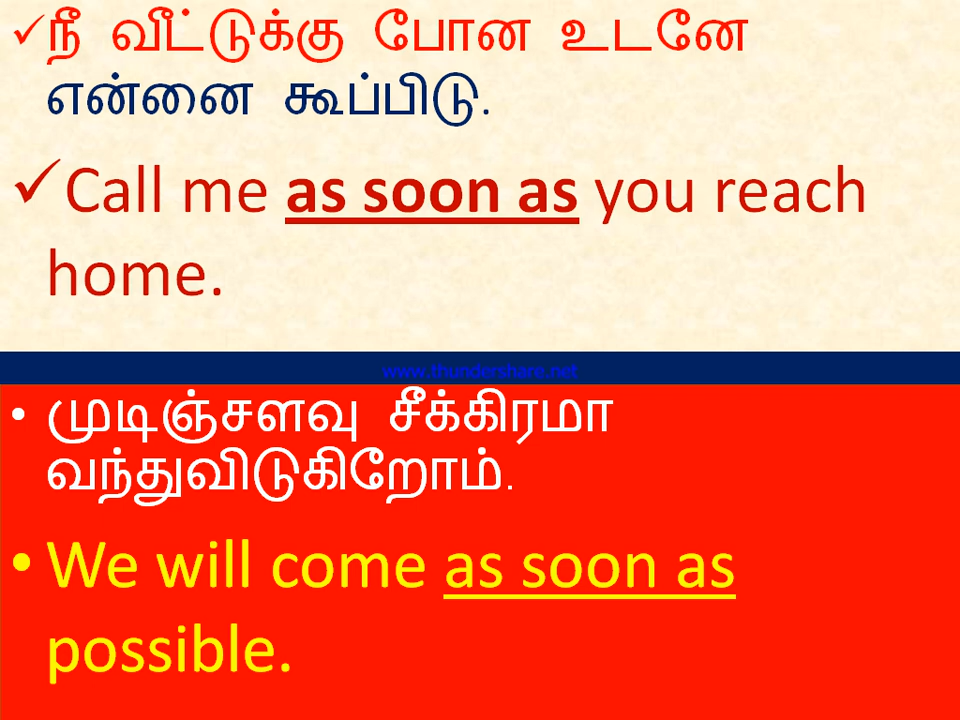 ✓நீ வீட்டுக்கு போன உடனே
என்னை கூப்பிடு.
✓Call me as soon as you reach
home.
www.thundershare.net
• முடிஞ்சளவு சீக்கிரமா
வந்துவிடுகிறோம்.
• We will come as soon as
possible.